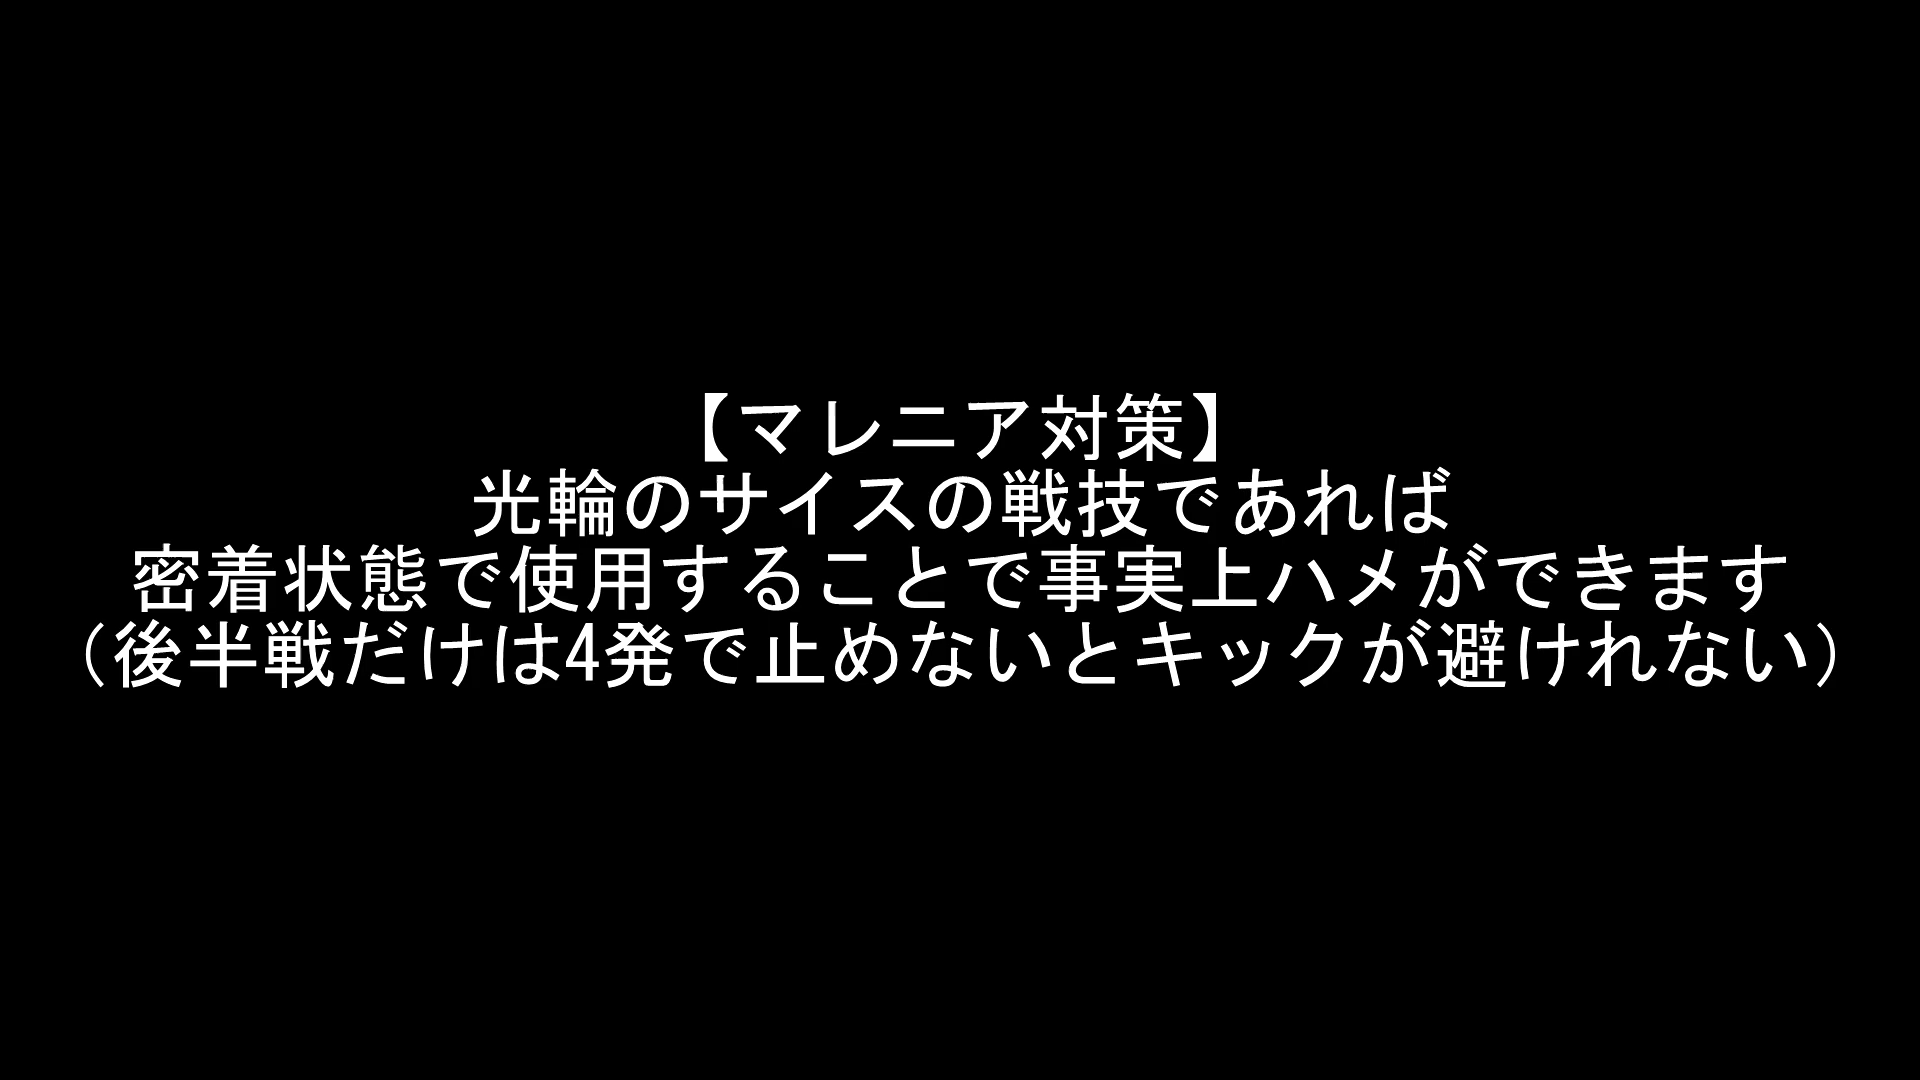 【マレニア対策】
光輪のサイスの戦技であれば
密着状態で使用することで事実上ハメができます
（後半戦だけは4発で止めないとキックが避けれない）